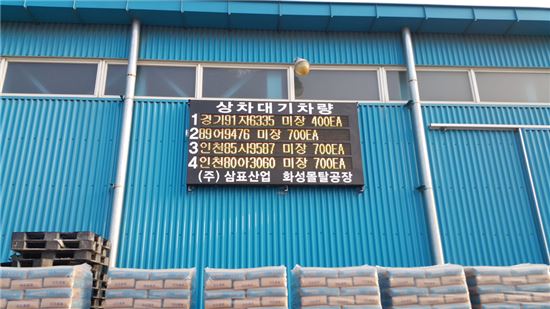 상차대기차량
1 경기91자6335 미장 400EA
2 89어9476 미장 700EA
3 인천85사9587 미장 700EA
4 인천80아3060 미장 700EA
(주) 삼표산업 화성몰탈공장